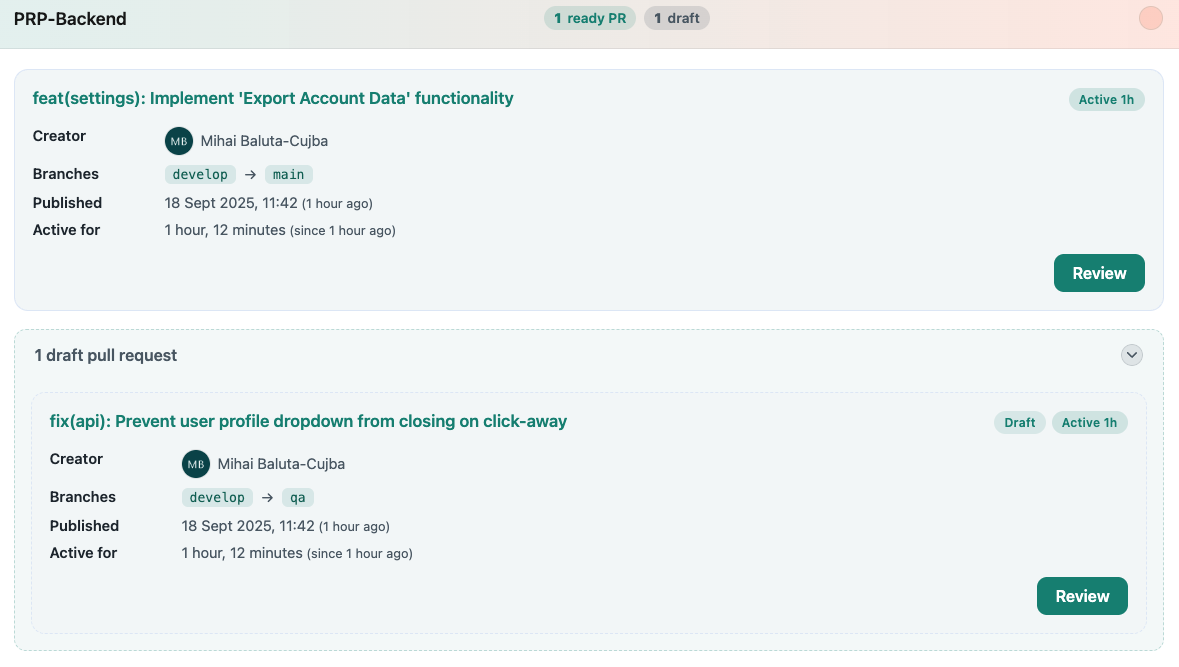 PRP-Backend 1 ready PR 1 draft
feat(settings): Implement 'Export Account Data' functionality Active 1h
Creator MB Mihai Baluta-Cujba
Branches develop → main
Published 18 Sept 2025, 11:42 (1 hour ago)
Active for 1 hour, 12 minutes (since 1 hour ago)
Review
1 draft pull request
fix(api): Prevent user profile dropdown from closing on click-away Draft Active 1h
Creator MB Mihai Baluta-Cujba
Branches develop → qa
Published 18 Sept 2025, 11:42 (1 hour ago)
Active for 1 hour, 12 minutes (since 1 hour ago)
Review